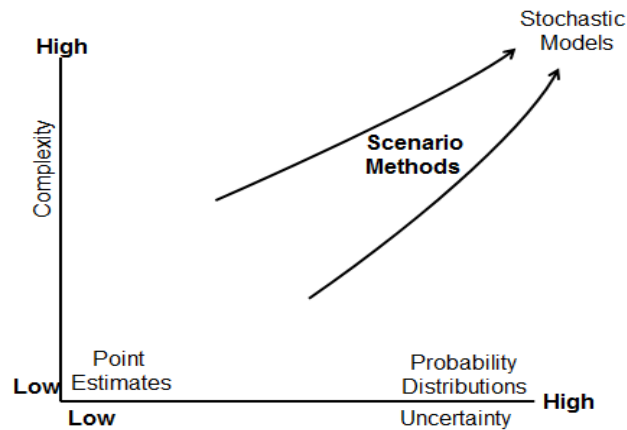 Stochastic
Models
High
Complexity
Scenario
Methods
Point
Estimates
Probability
Distributions
Low
High
Low
Uncertainty